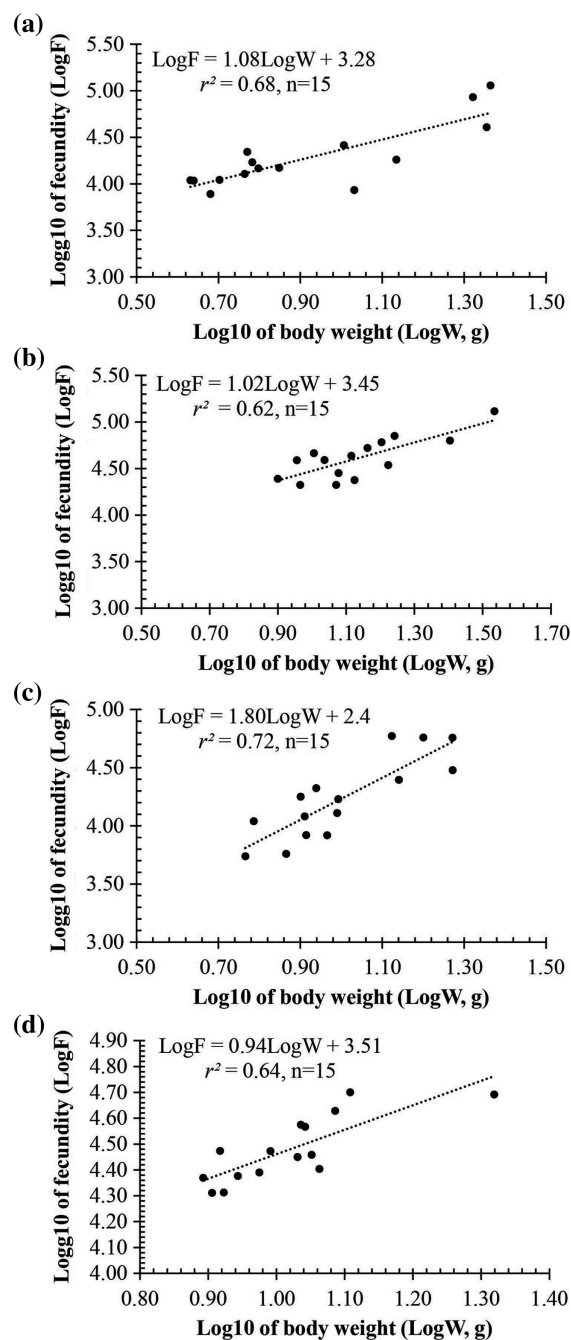 (a)
5.50
LogF = 1.08LogW + 3.28
r² = 0.68, n=15
5.00
4.50
4.00
3.50
3.00
0.50 0.70 0.90 1.10 1.30 1.50
Logg10 of fecundity (LogF)
Log10 of body weight (LogW, g)
(b)
5.50
LogF = 1.02LogW + 3.45
r² = 0.62, n=15
5.00
4.50
4.00
3.50
3.00
0.50 0.70 0.90 1.10 1.30 1.50 1.70
Logg10 of fecundity (LogF)
Log10 of body weight (LogW, g)
(c)
5.00
LogF = 1.80LogW + 2.4
r² = 0.72, n=15
4.50
4.00
3.50
3.00
0.50 0.70 0.90 1.10 1.30 1.50
Logg10 of fecundity (LogF)
Log10 of body weight (LogW, g)
(d)
4.90
LogF = 0.94LogW + 3.51
r² = 0.64, n=15
4.80
4.70
4.60
4.50
4.40
4.30
4.20
4.10
4.00
0.80 0.90 1.00 1.10 1.20 1.30 1.40
Logg10 of fecundity (LogF)
Log10 of body weight (LogW, g)